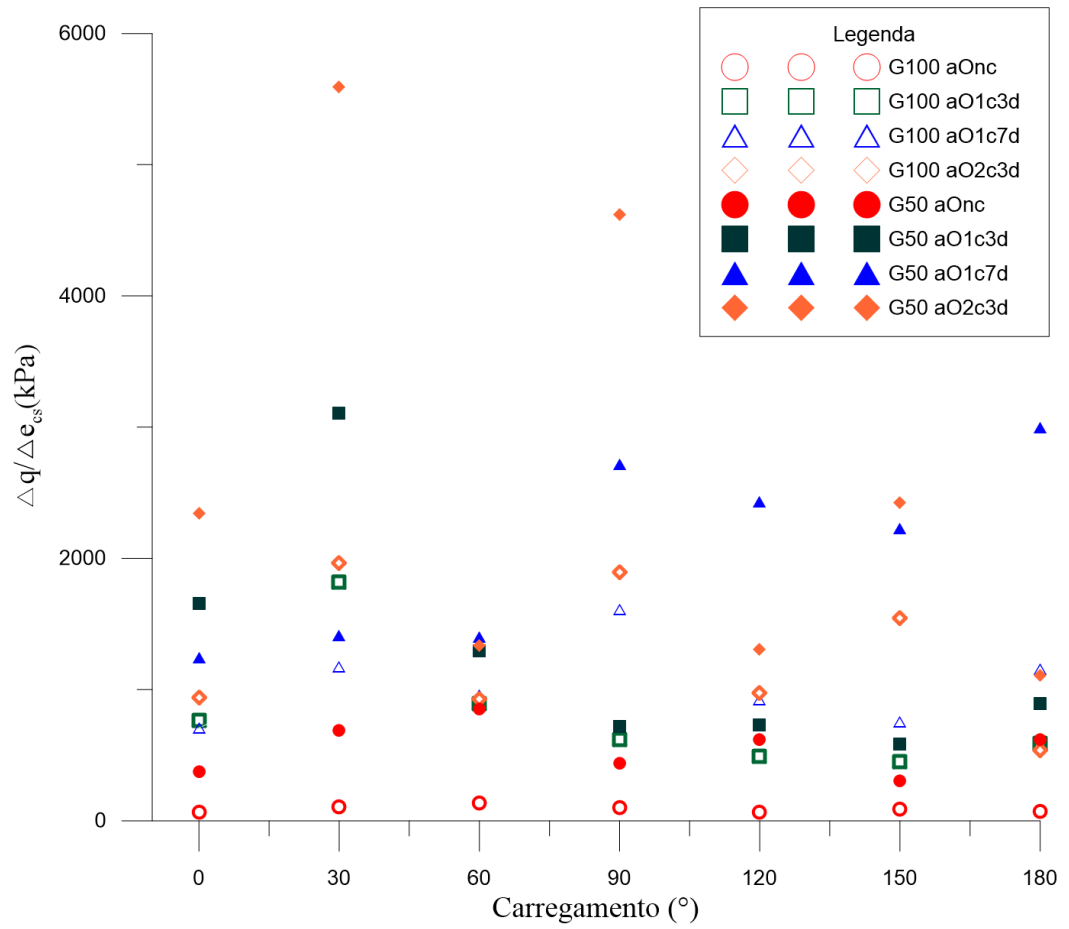 6000
4000
2000
0
△q/△e_cs(kPa)
Legenda
G100 aOnc
G100 aO1c3d
G100 aO1c7d
G100 aO2c3d
G50 aOnc
G50 aO1c3d
G50 aO1c7d
G50 aO2c3d
0 30 60 90 120 150 180
Carregamento (°)